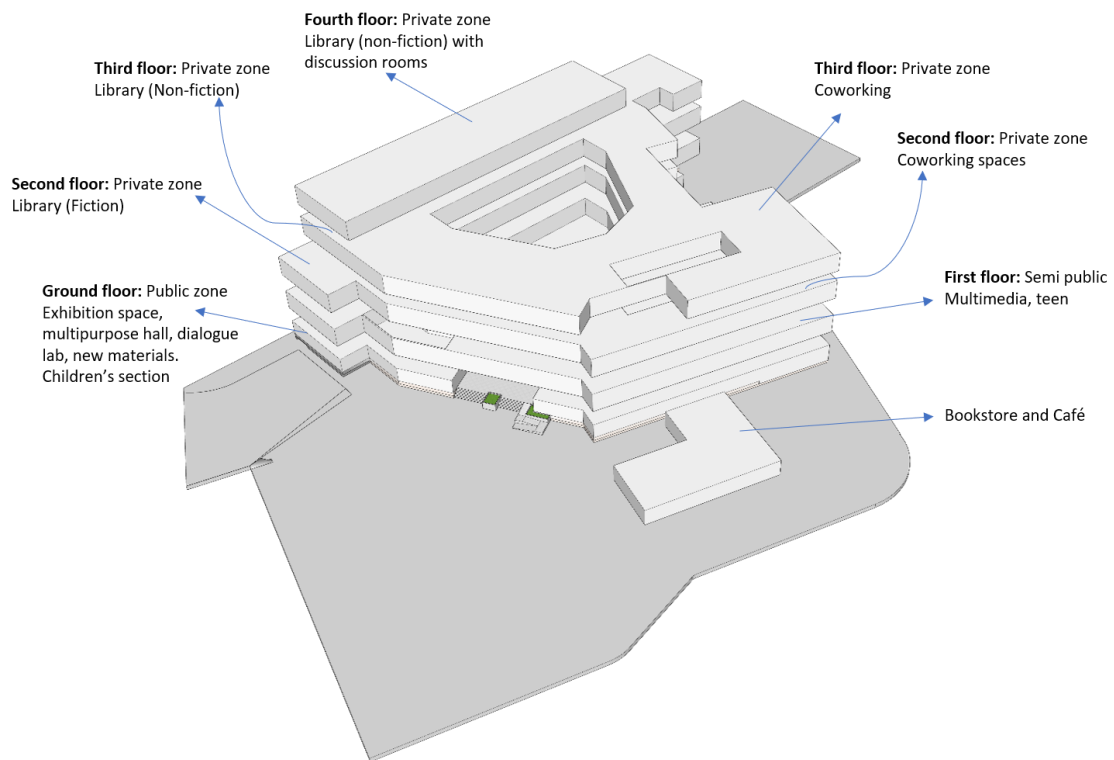 Fourth floor: Private zone
Library (non-fiction) with
discussion rooms
Third floor: Private zone
Library (Non-fiction)
Third floor: Private zone
Coworking
Second floor: Private zone
Coworking spaces
Second floor: Private zone
Library (Fiction)
First floor: Semi public
Multimedia, teen
Ground floor: Public zone
Exhibition space,
multipurpose hall, dialogue
lab, new materials.
Children’s section
Bookstore and Café